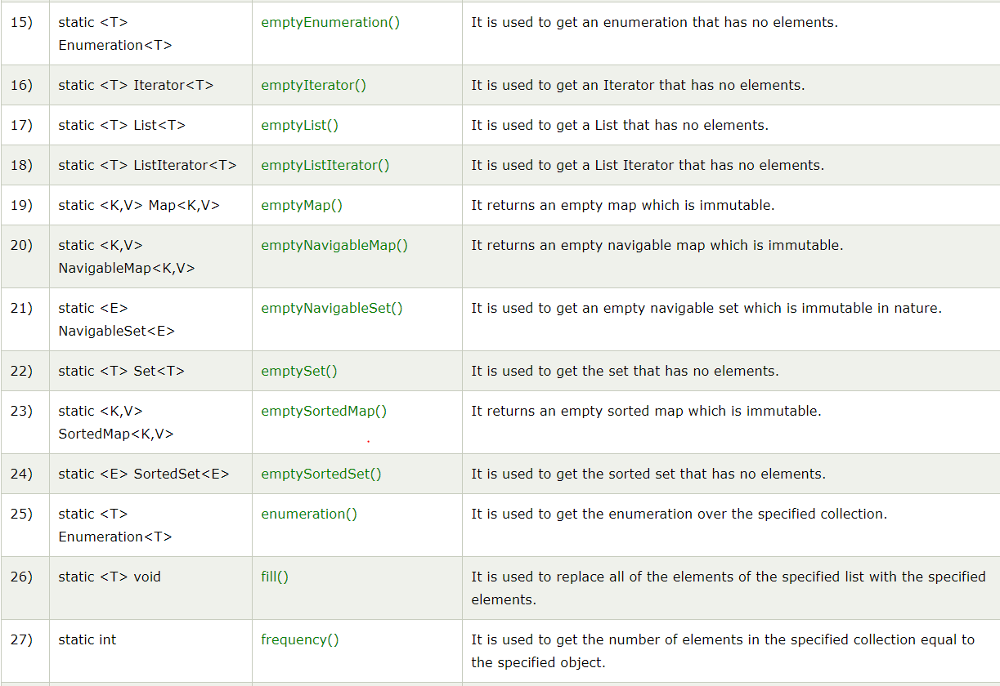 15) static <T> emptyEnumeration() It is used to get an enumeration that has no elements.
Enumeration<T>
16) static <T> Iterator<T> emptyIterator() It is used to get an Iterator that has no elements.
17) static <T> List<T> emptyList() It is used to get a List that has no elements.
18) static <T> ListIterator<T> emptyListIterator() It is used to get a List Iterator that has no elements.
19) static <K,V> Map<K,V> emptyMap() It returns an empty map which is immutable.
20) static <K,V> emptyNavigableMap() It returns an empty navigable map which is immutable.
NavigableMap<K,V>
21) static <E> emptyNavigableSet() It is used to get an empty navigable set which is immutable in nature.
NavigableSet<E>
22) static <T> Set<T> emptySet() It is used to get the set that has no elements.
23) static <K,V> emptySortedMap() It returns an empty sorted map which is immutable.
SortedMap<K,V>
24) static <E> SortedSet<E> emptySortedSet() It is used to get the sorted set that has no elements.
25) static <T> enumeration() It is used to get the enumeration over the specified collection.
Enumeration<T>
26) static <T> void fill() It is used to replace all of the elements of the specified list with the specified
elements.
27) static int frequency() It is used to get the number of elements in the specified collection equal to
the specified object.